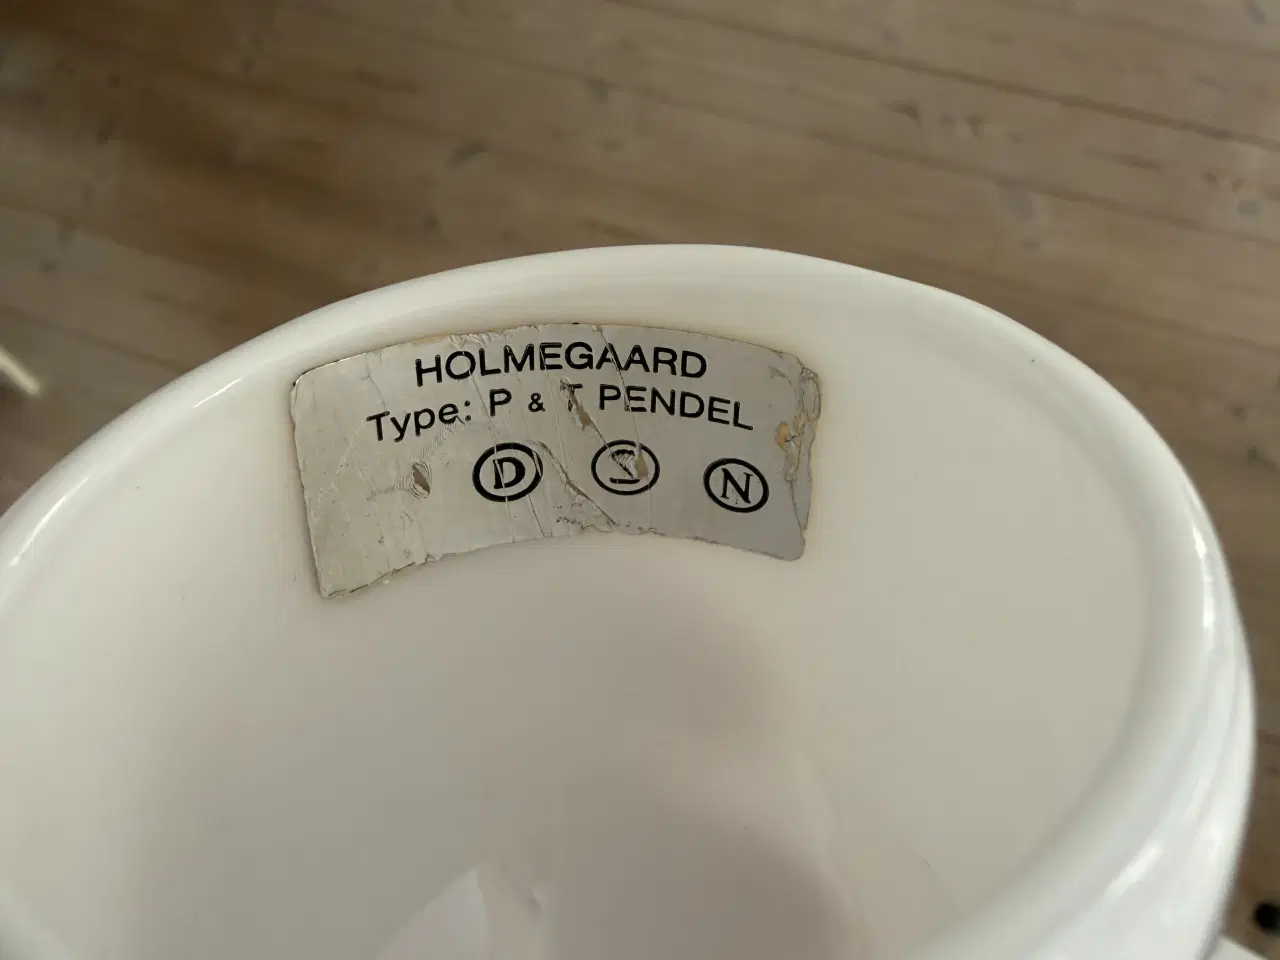 HOLMEGAARD
Type: P & T PENDEL
D S N